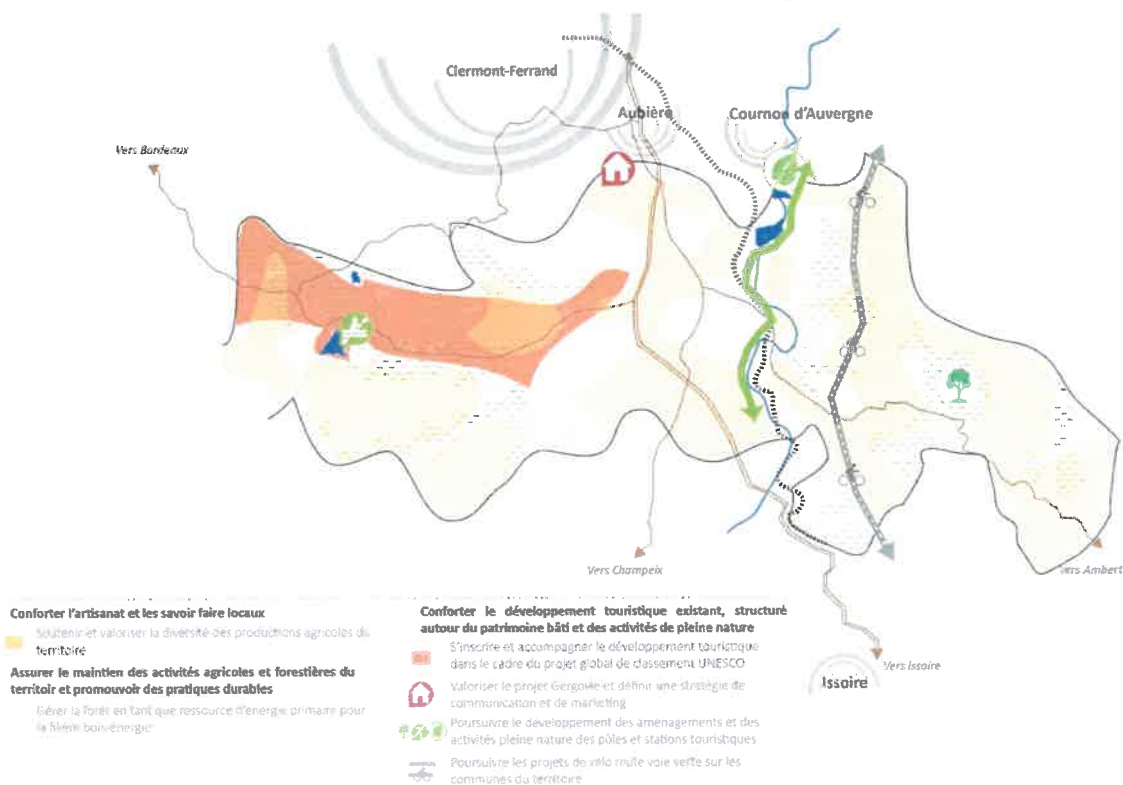 Clermont-Ferrand
Aubière
Cournon d'Auvergne
Vers Bordeaux
Vers Champeix
Vers Ambert
Vers Issoire
Issoire
Conforter l'artisanat et les savoir faire locaux
Soutenir et valoriser la diversité des productions agricoles du
territoire
Assurer le maintien des activités agricoles et forestières du
territoir et promouvoir des pratiques durables
Gérer la forêt en tant que ressource d'énergie primaire pour
la filière bois-énergie
Conforter le développement touristique existant, structuré
autour du patrimoine bâti et des activités de pleine nature
S'inscrire et accompagner le développement touristique
dans le cadre du projet global de classement UNESCO
Valoriser le projet Gergovie et définir une stratégie de
communication et de marketing
Poursuivre le développement des aménagements et des
activités pleine nature des pôles et stations touristiques
Poursuivre les projets de vélo route voie verte sur les
communes du territoire